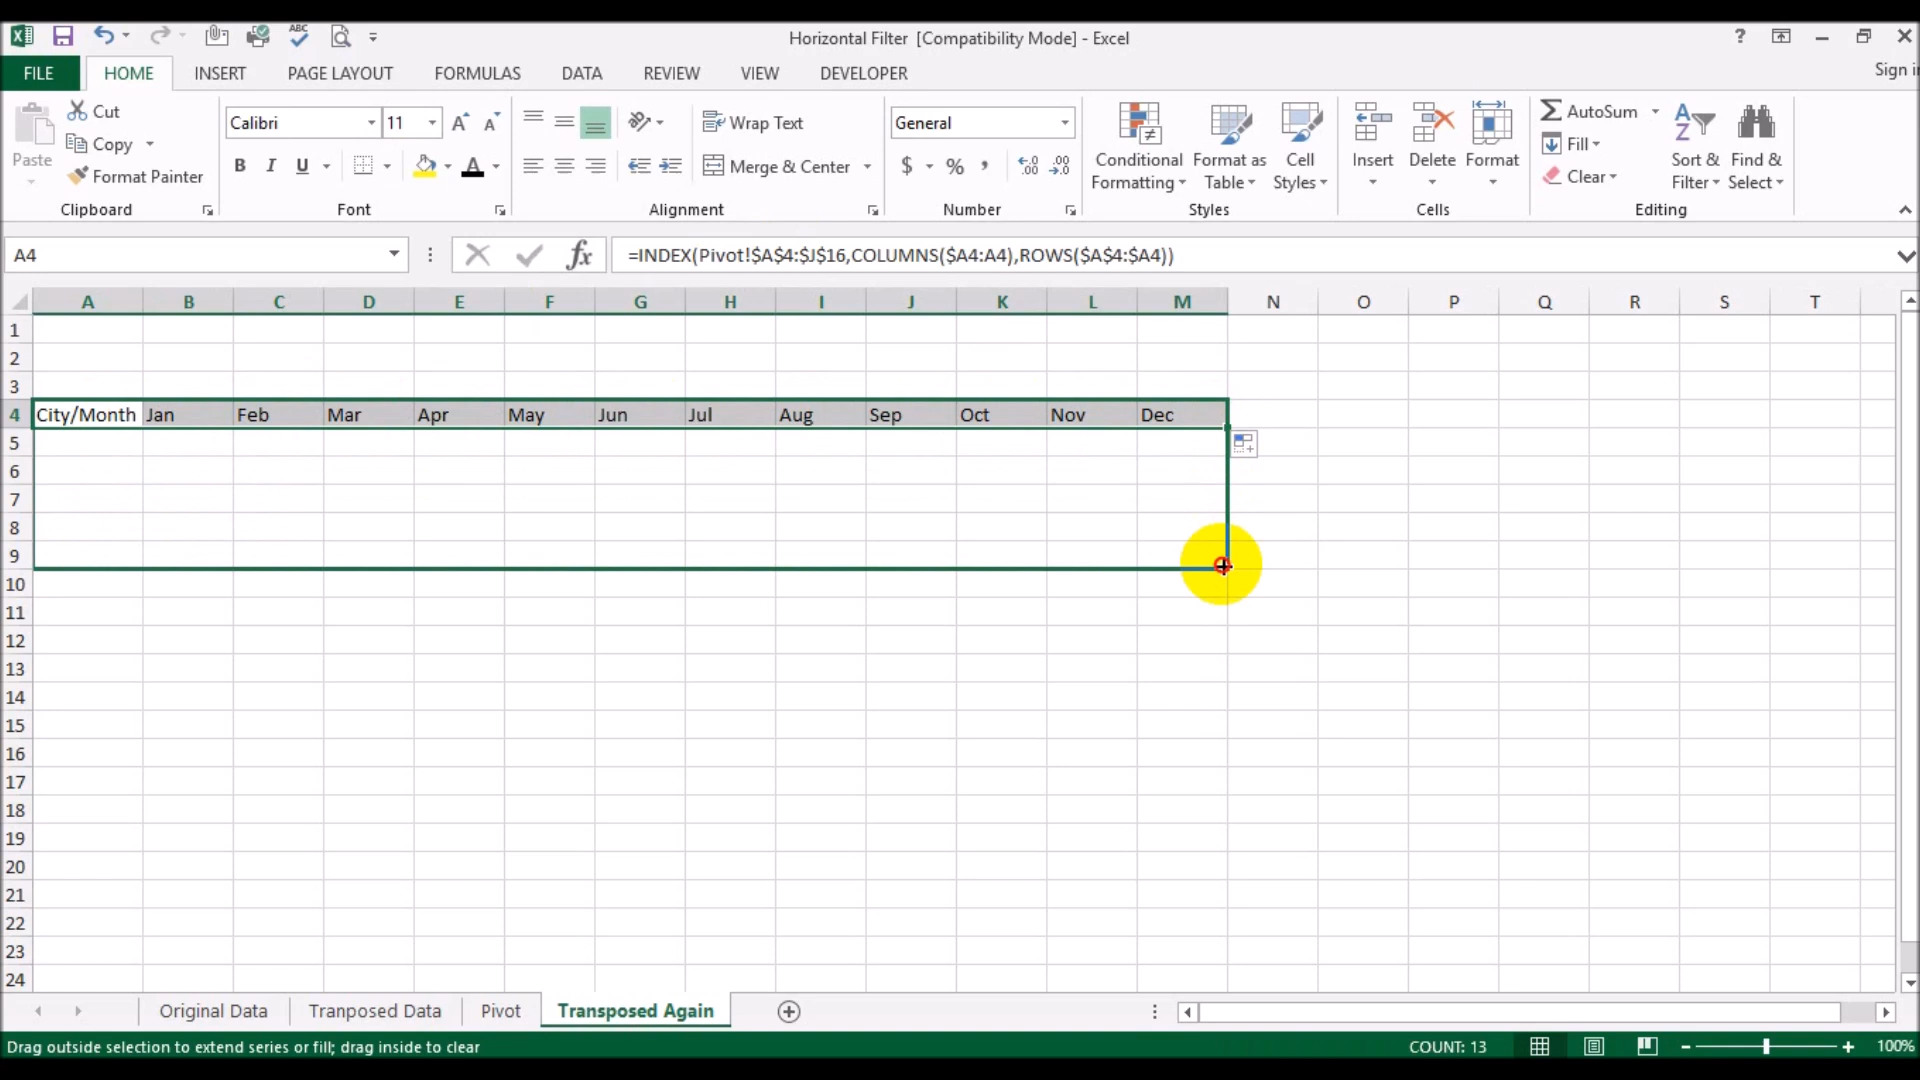 Horizontal Filter [Compatibility Mode] - Excel
?
Sign i
FILE HOME INSERT PAGE LAYOUT FORMULAS DATA REVIEW VIEW DEVELOPER
Paste
Cut
Copy
Format Painter
Clipboard
Calibri 11
B I U A
Font
Wrap Text
Merge & Center
Alignment
General
$ % ,
Number
Conditional Formatting
Format as Table
Cell Styles
Styles
Insert
Delete
Format
Cells
AutoSum
Fill
Clear
Sort & Filter
Find & Select
Editing
A4 fx =INDEX(Pivot!$A$4:$J$16,COLUMNS($A4:A4),ROWS($A$4:$A4))
A B C D E F G H I J K L M N O P Q R S T
1
2
3
4 City/Month Jan Feb Mar Apr May Jun Jul Aug Sep Oct Nov Dec
5
6
7
8
9
10
11
12
13
14
15
16
17
18
19
20
21
22
23
24
Original Data Tranposed Data Pivot Transposed Again
Drag outside selection to extend series or fill; drag inside to clear COUNT: 13 100%